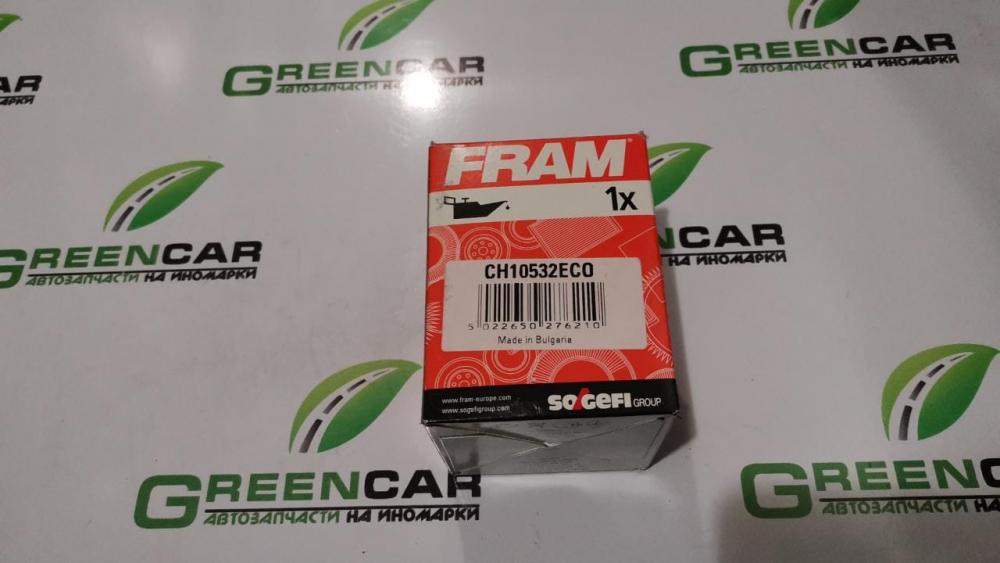 GREENCAR
АВТОЗАПЧАСТИ НА ИНОМАРКИ
GREENCAR
АВТОЗАПЧАСТИ НА ИНОМАРКИ
GREENCAR
АВТОЗАПЧАСТИ НА ИНОМАРКИ
GREENCAR
АВТОЗАПЧАСТИ НА ИНОМАРКИ
GREENCAR
АВТОЗАПЧАСТИ НА ИНОМАРКИ
FRAM
1x
CH10532ECO
5 022650 276210
Made in Bulgaria
www.fram-europe.com
www.sogefigroup.com
SOGEFI GROUP